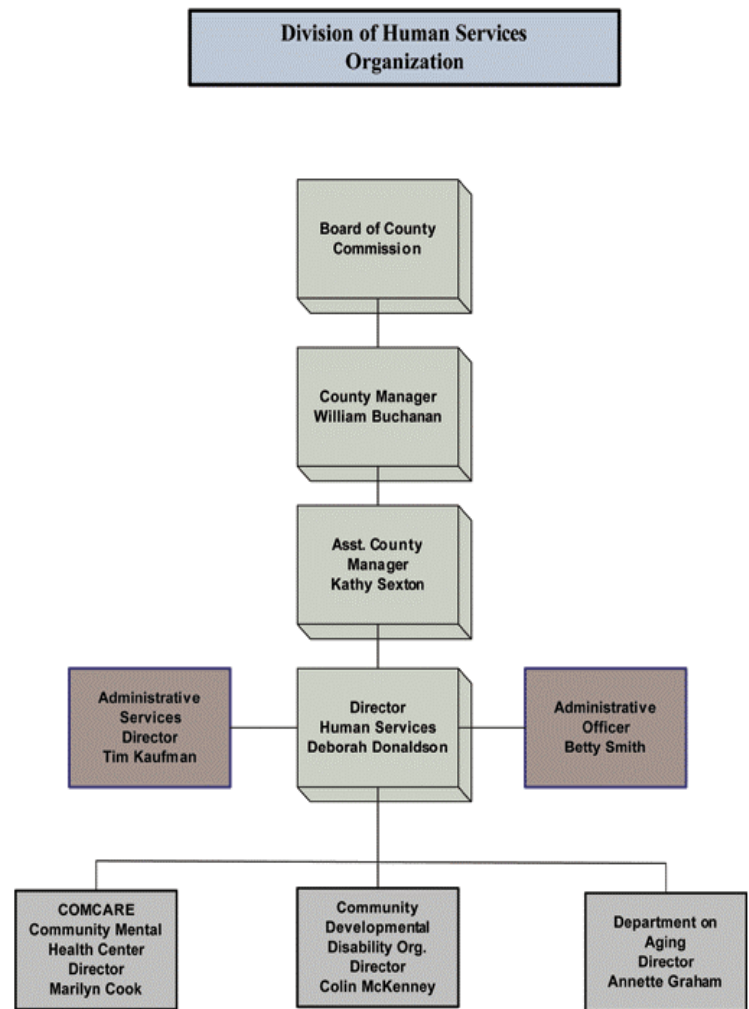 Division of Human Services
Organization
Board of County
Commission
County Manager
William Buchanan
Asst. County
Manager
Kathy Sexton
Administrative
Services
Director
Tim Kaufman
Director
Human Services
Deborah Donaldson
Administrative
Officer
Betty Smith
COMCARE
Community Mental
Health Center
Director
Marilyn Cook
Community
Developmental
Disability Org.
Director
Colin McKenney
Department on
Aging
Director
Annette Graham